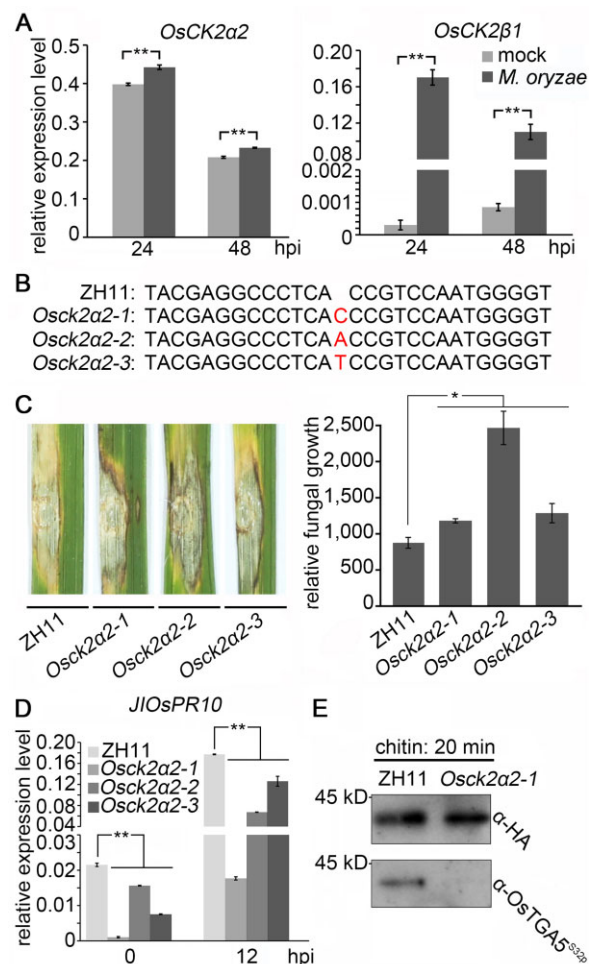 A
OsCK2α2
OsCK2β1
mock
M. oryzae
relative expression level
0.5
0.4
0.3
0.2
0.1
0
**
**
24 48 hpi
0.20
0.16
0.12
0.08
0.002
0.001
0
**
**
24 48 hpi
B
ZH11: TACGAGGCCCTCA CCGTCCAATGGGGT
Osck2α2-1: TACGAGGCCCTCACCCGTCCAATGGGGT
Osck2α2-2: TACGAGGCCCTCAACCGTCCAATGGGGT
Osck2α2-3: TACGAGGCCCTCATCCGTCCAATGGGGT
C
ZH11
Osck2α2-1
Osck2α2-2
Osck2α2-3
relative fungal growth
2,500
2,000
1,500
1,000
500
0
*
ZH11
Osck2α2-1
Osck2α2-2
Osck2α2-3
D
JIOsPR10
relative expression level
ZH11
Osck2α2-1
Osck2α2-2
Osck2α2-3
0.20
0.16
0.12
0.08
0.04
0.03
0.02
0.01
0
**
**
0 12 hpi
E
chitin: 20 min
ZH11 Osck2α2-1
45 kD
α-HA
45 kD
α-OsTGA5S32p